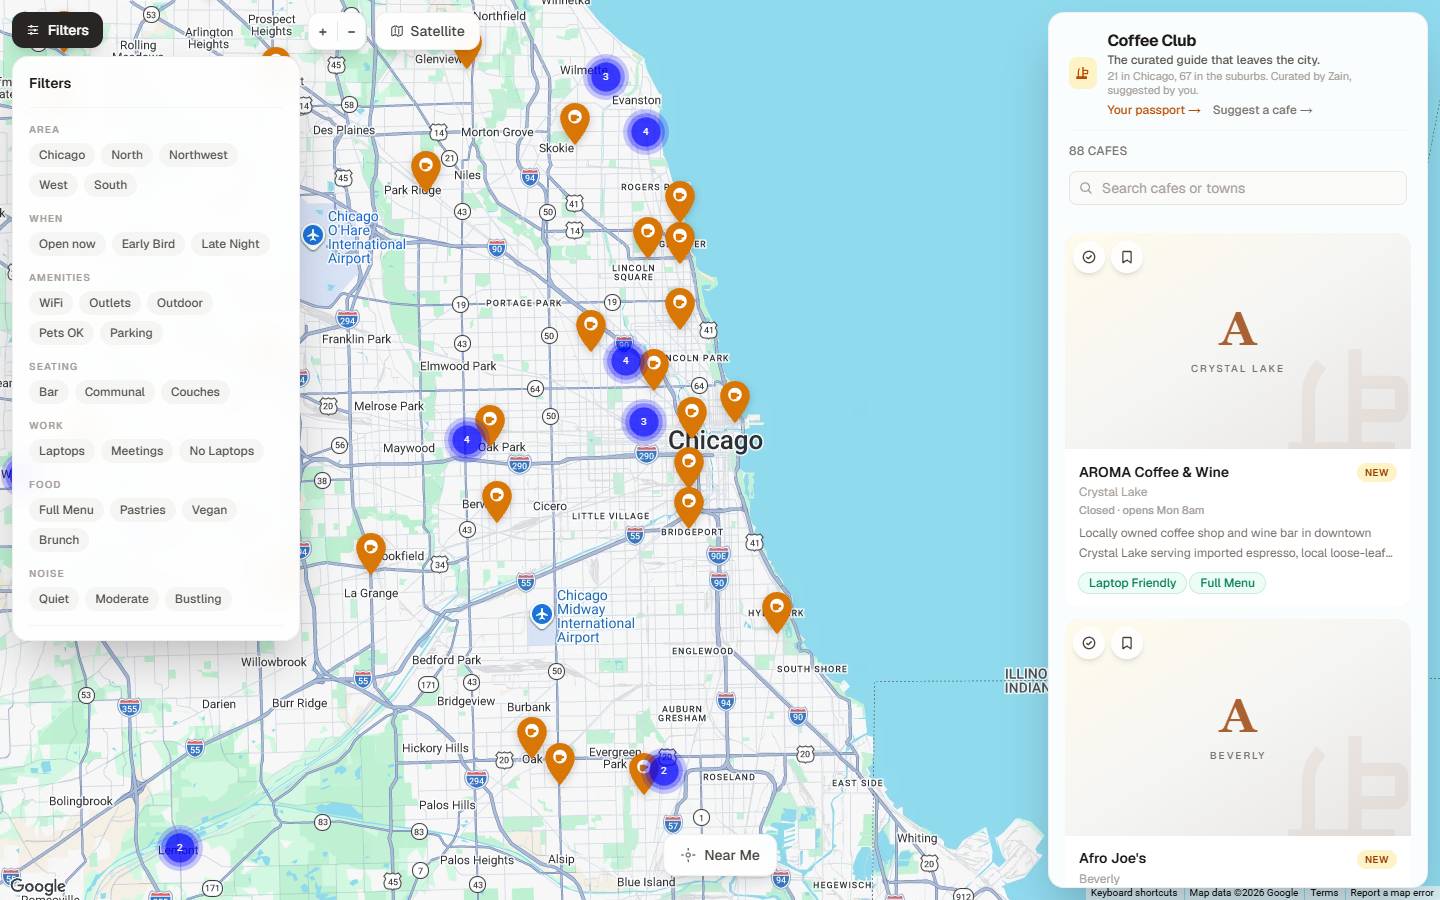 Filters
+
−
Satellite
Filters
AREA
Chicago
North
Northwest
West
South
WHEN
Open now
Early Bird
Late Night
AMENITIES
WiFi
Outlets
Outdoor
Pets OK
Parking
SEATING
Bar
Communal
Couches
WORK
Laptops
Meetings
No Laptops
FOOD
Full Menu
Pastries
Vegan
Brunch
NOISE
Quiet
Moderate
Bustling
Prospect
Heights
Arlington
Heights
Rolling
Northfield
Glenview
Wilmette
Evanston
Des Plaines
Morton Grove
Skokie
Niles
Park Ridge
Chicago
O'Hare
International
Airport
LINCOLN
SQUARE
PORTAGE PARK
Franklin Park
Elmwood Park
Melrose Park
Maywood
Oak Park
Chicago
Cicero
LITTLE VILLAGE
BRIDGEPORT
La Grange
Chicago
Midway
International
Airport
ENGLEWOOD
SOUTH SHORE
Willowbrook
Bedford Park
Darien
Burr Ridge
Bridgeview
Burbank
AUBURN
GRESHAM
Hickory Hills
Evergreen
Park
ROSELAND
EAST SIDE
Bolingbrook
Palos Hills
Lemont
Palos Heights
Alsip
Blue Island
HEGEWISCH
Whiting
3
4
4
3
4
2
2
Near Me
Google
Coffee Club
The curated guide that leaves the city.
21 in Chicago, 67 in the suburbs. Curated by Zain,
suggested by you.
Your passport →
Suggest a cafe →
88 CAFES
Search cafes or towns
A
CRYSTAL LAKE
AROMA Coffee & Wine
NEW
Crystal Lake
Closed · opens Mon 8am
Locally owned coffee shop and wine bar in downtown
Crystal Lake serving imported espresso, local loose-leaf…
Laptop Friendly
Full Menu
A
BEVERLY
Afro Joe's
NEW
Beverly
Keyboard shortcuts
Map data ©2026 Google
Terms
Report a map error